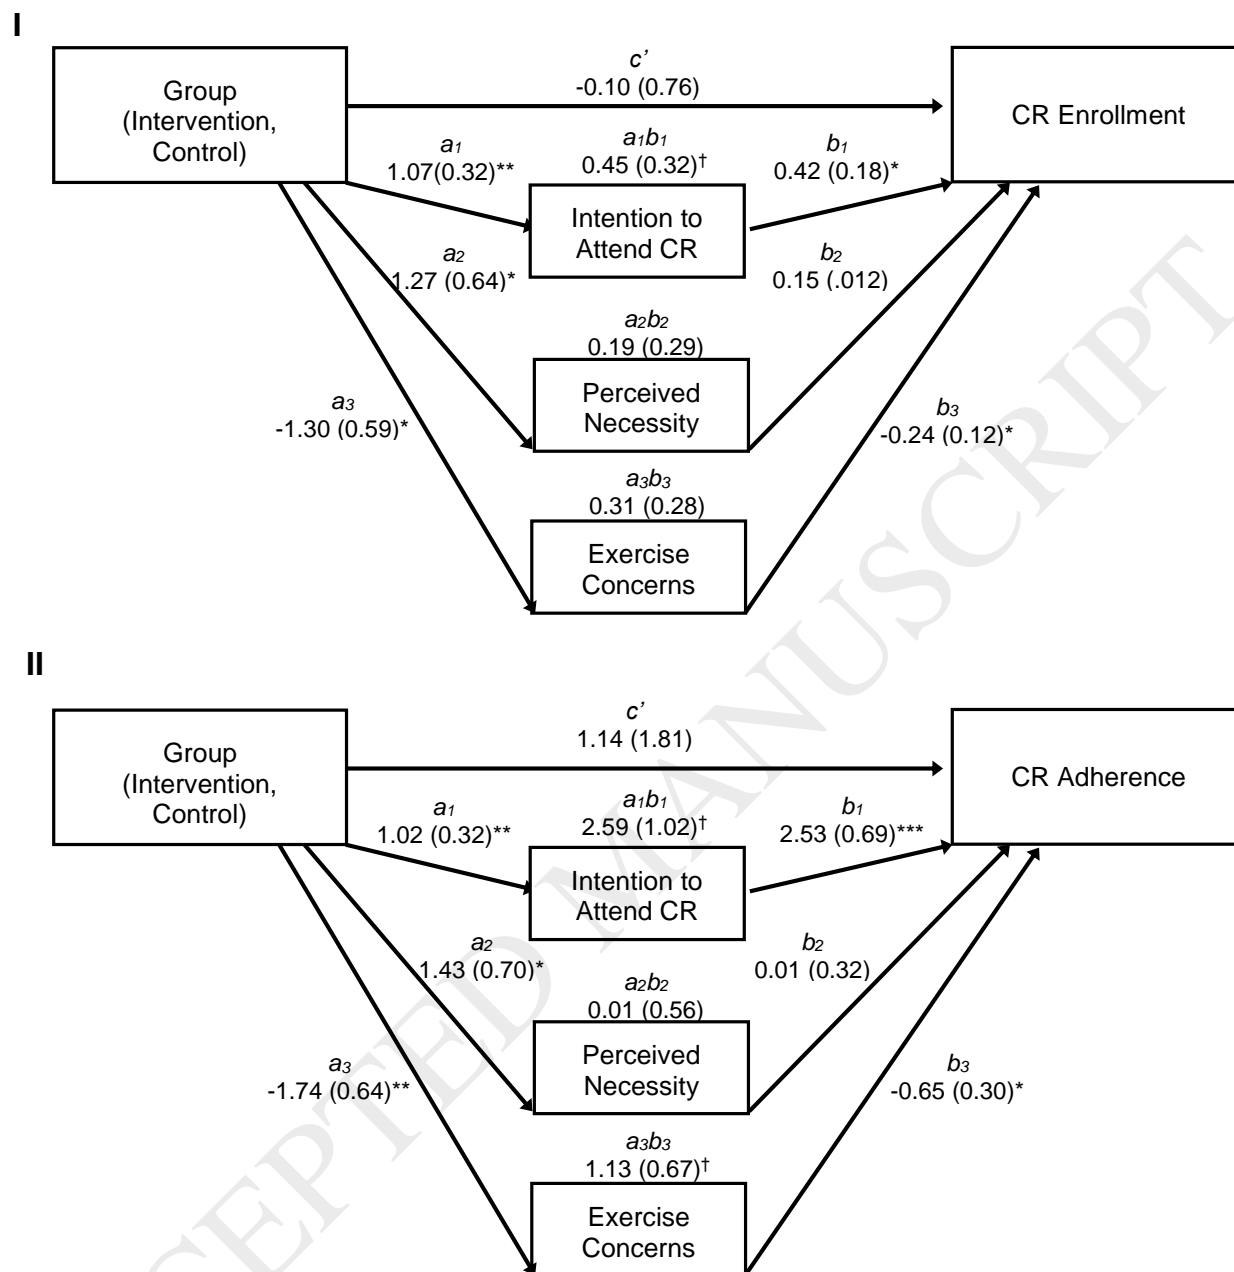 I
Group
(Intervention,
Control)
c'
-0.10 (0.76)
CR Enrollment
a1
1.07(0.32)**
a1b1
0.45 (0.32)†
b1
0.42 (0.18)*
Intention to
Attend CR
a2
1.27 (0.64)*
b2
0.15 (.012)
a2b2
0.19 (0.29)
Perceived
Necessity
a3
-1.30 (0.59)*
b3
-0.24 (0.12)*
a3b3
0.31 (0.28)
Exercise
Concerns
II
Group
(Intervention,
Control)
c'
1.14 (1.81)
CR Adherence
a1
1.02 (0.32)**
a1b1
2.59 (1.02)†
b1
2.53 (0.69)***
Intention to
Attend CR
a2
1.43 (0.70)*
b2
0.01 (0.32)
a2b2
0.01 (0.56)
Perceived
Necessity
a3
-1.74 (0.64)**
b3
-0.65 (0.30)*
a3b3
1.13 (0.67)†
Exercise
Concerns
CEPTED MANUSCRIPT